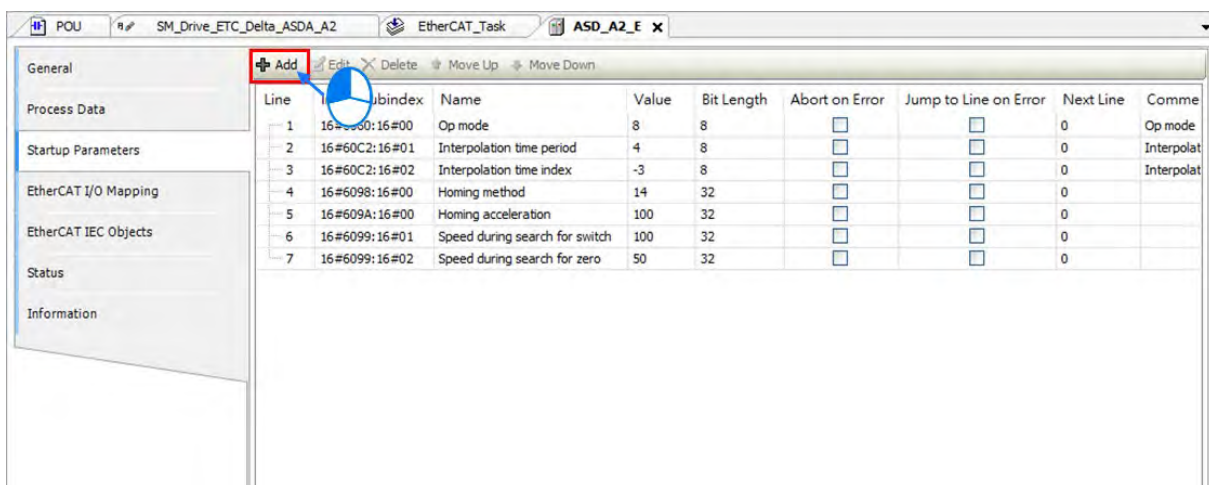 POU SM_Drive_ETC_Delta_ASDA_A2 EtherCAT_Task ASD_A2_E X
General
Process Data
Startup Parameters
EtherCAT I/O Mapping
EtherCAT IEC Objects
Status
Information
Add Edit Delete Move Up Move Down
Line Name Value Bit Length Abort on Error Jump to Line on Error Next Line Comme
1 Op mode 8 8 0 Op mode
2 16#60C2:16#01 Interpolation time period 4 8 0 Interpolat
3 16#60C2:16#02 Interpolation time index -3 8 0 Interpolat
4 16#6098:16#00 Homing method 14 32 0
5 16#609A:16#00 Homing acceleration 100 32 0
6 16#6099:16#01 Speed during search for switch 100 32 0
7 16#6099:16#02 Speed during search for zero 50 32 0